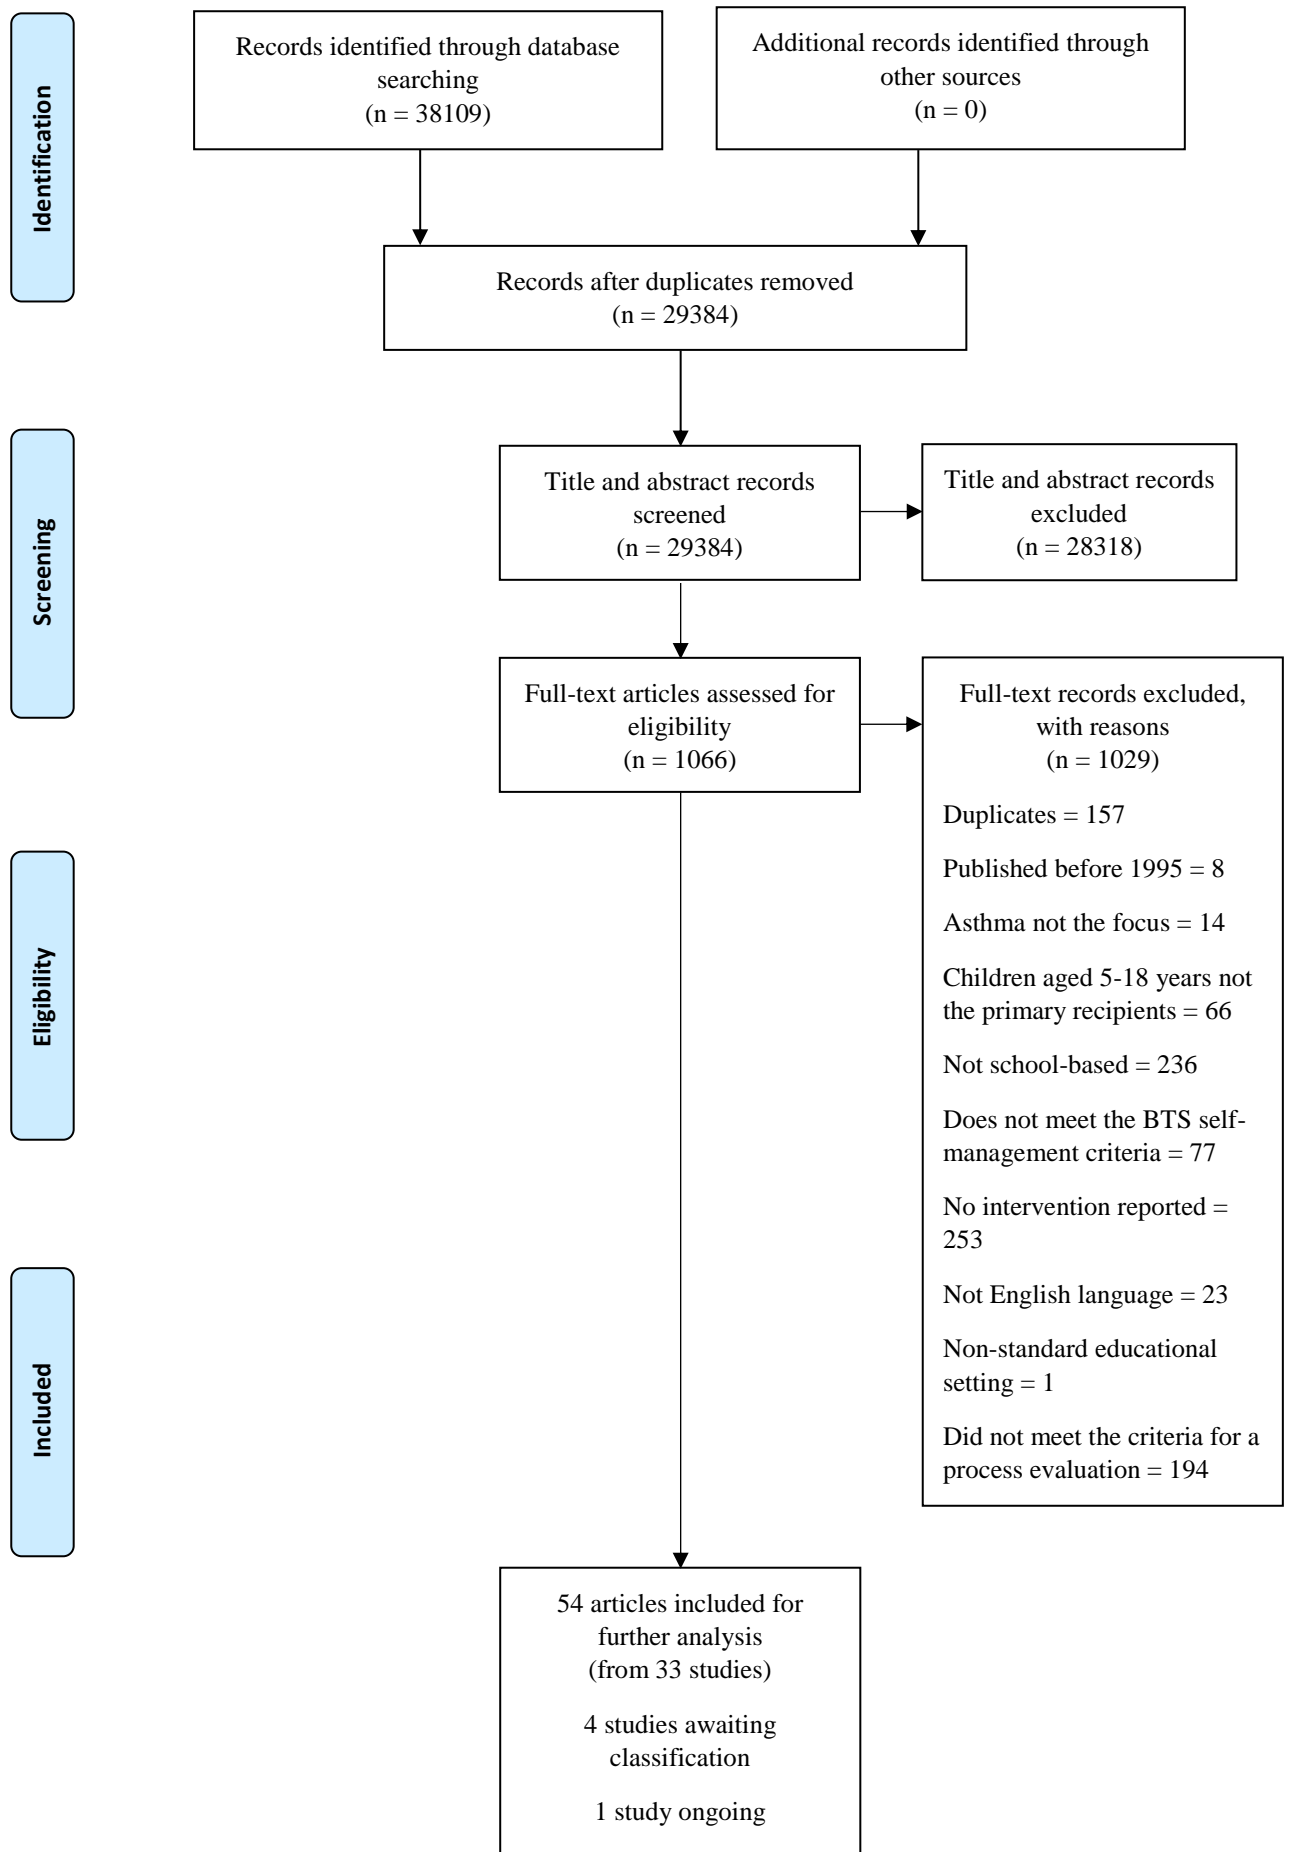 Identification
Records identified through database
searching
(n = 38109)
Additional records identified through
other sources
(n = 0)
Records after duplicates removed
(n = 29384)
Screening
Title and abstract records
screened
(n = 29384)
Title and abstract records
excluded
(n = 28318)
Full-text articles assessed for
eligibility
(n = 1066)
Full-text records excluded,
with reasons
(n = 1029)
Duplicates = 157
Published before 1995 = 8
Asthma not the focus = 14
Children aged 5-18 years not
the primary recipients = 66
Not school-based = 236
Does not meet the BTS self-
management criteria = 77
No intervention reported =
253
Not English language = 23
Non-standard educational
setting = 1
Did not meet the criteria for a
process evaluation = 194
Eligibility
Included
54 articles included for
further analysis
(from 33 studies)
4 studies awaiting
classification
1 study ongoing